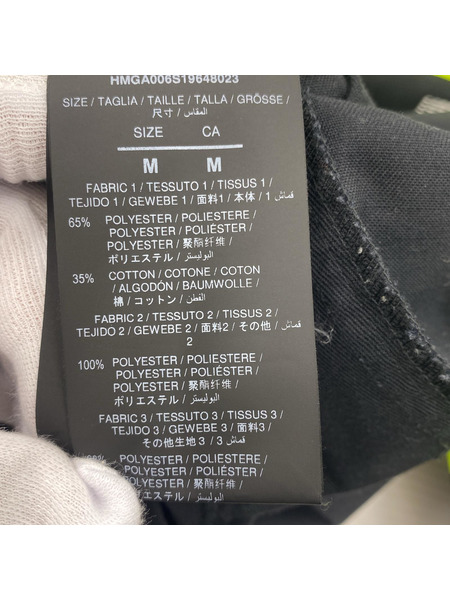 HMGA006S19648023
SIZE / TAGLIA / TAILLE / TALLA / GRÖSSE /
尺寸 / المقاس /
SIZE CA
M M
FABRIC 1 / TESSUTO 1 / TISSUS 1 /
TEJIDO 1 / GEWEBE 1 / 面料1 / 本体 / قماش 1 /
65% POLYESTER / POLIESTERE /
POLYESTER / POLIÉSTER /
POLYESTER / 聚酯纤维 /
ポリエステル / البوليستر /
35% COTTON / COTONE / COTON
/ ALGODÓN / BAUMWOLLE /
棉 / コットン / القطن /
FABRIC 2 / TESSUTO 2 / TISSUS 2 /
TEJIDO 2 / GEWEBE 2 / 面料2 / その他 / قماش /
2
100% POLYESTER / POLIESTERE /
POLYESTER / POLIÉSTER /
POLYESTER / 聚酯纤维 /
ポリエステル / البوليستر /
FABRIC 3 / TESSUTO 3 / TISSUS 3 /
TEJIDO 3 / GEWEBE 3 / 面料3 /
その他生地 3 / قماش 3 /
POLYESTER / POLIESTERE /
POLYESTER / POLIÉSTER /
POLYESTER / 聚酯纤维 /
ポリエステル / البوليستر /